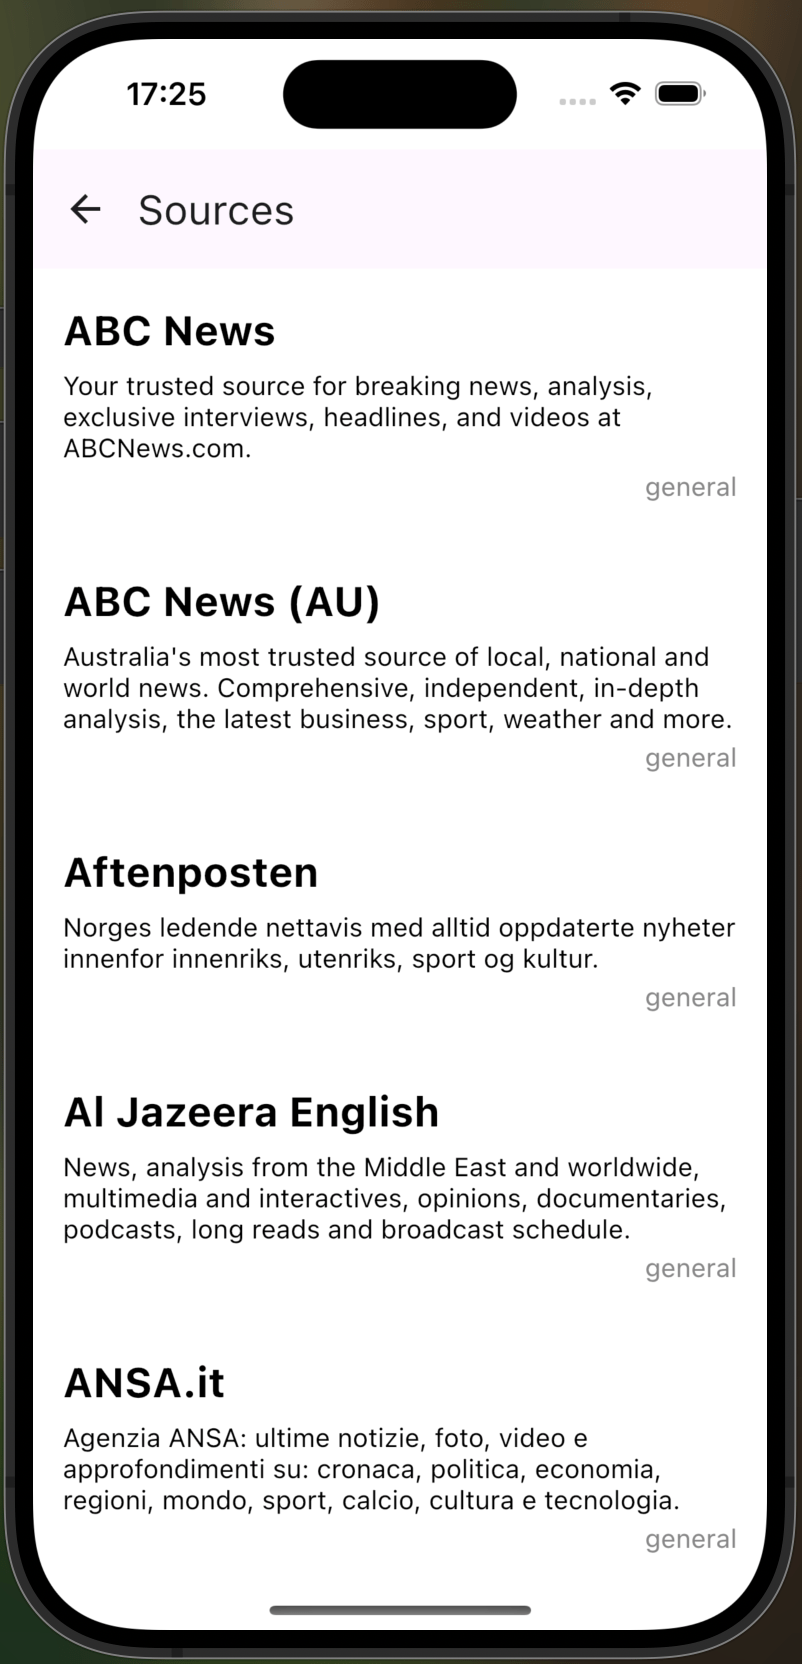 17:25
Sources
ABC News
Your trusted source for breaking news, analysis,
exclusive interviews, headlines, and videos at
ABCNews.com.
general
ABC News (AU)
Australia's most trusted source of local, national and
world news. Comprehensive, independent, in-depth
analysis, the latest business, sport, weather and more.
general
Aftenposten
Norges ledende nettavis med alltid oppdaterte nyheter
innenfor innenriks, utenriks, sport og kultur.
general
Al Jazeera English
News, analysis from the Middle East and worldwide,
multimedia and interactives, opinions, documentaries,
podcasts, long reads and broadcast schedule.
general
ANSA.it
Agenzia ANSA: ultime notizie, foto, video e
approfondimenti su: cronaca, politica, economia,
regioni, mondo, sport, calcio, cultura e tecnologia.
general